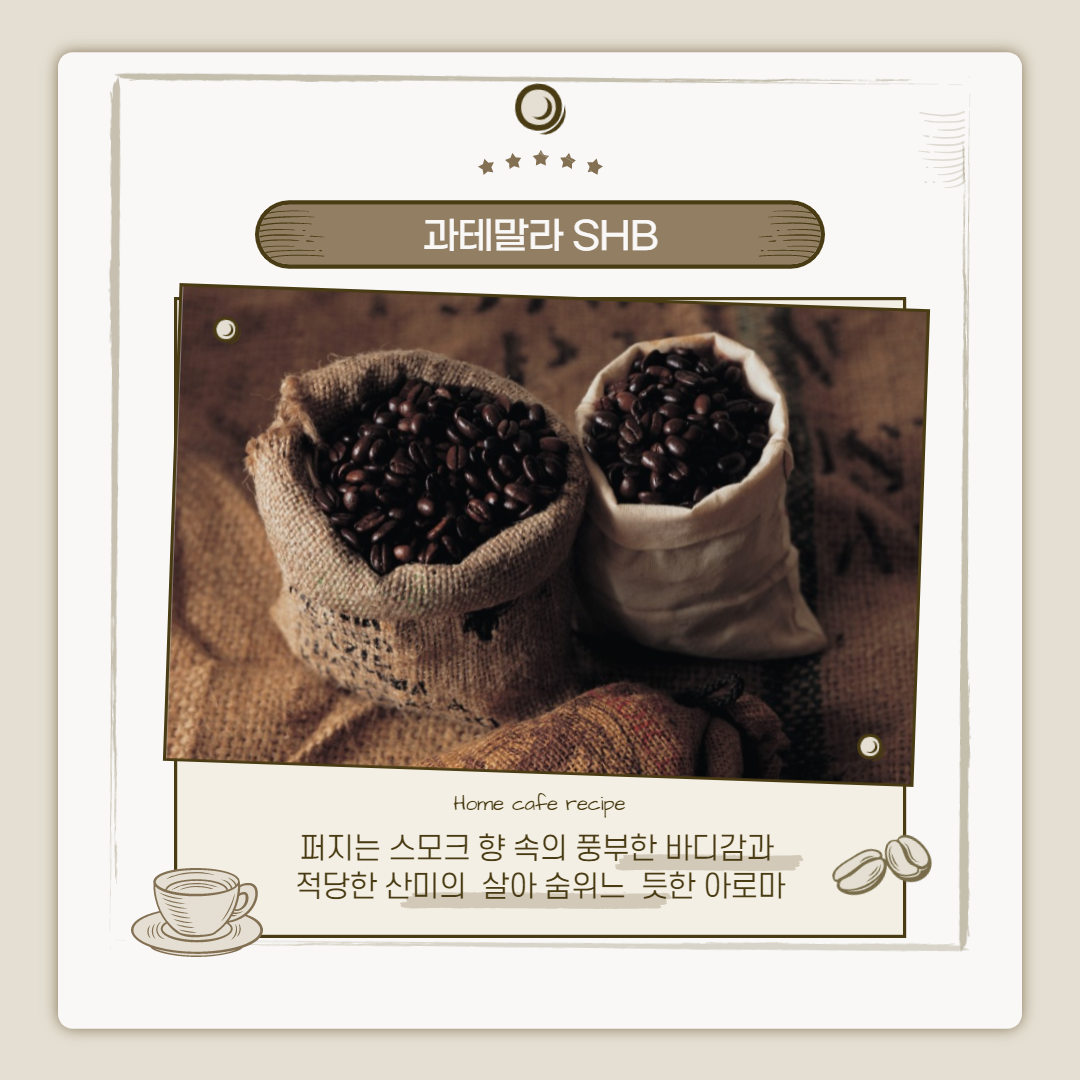 과테말라 SHB
Home cafe recipe
퍼지는 스모크 향 속의 풍부한 바디감과
적당한 산미의 살아 숨위느 듯한 아로마